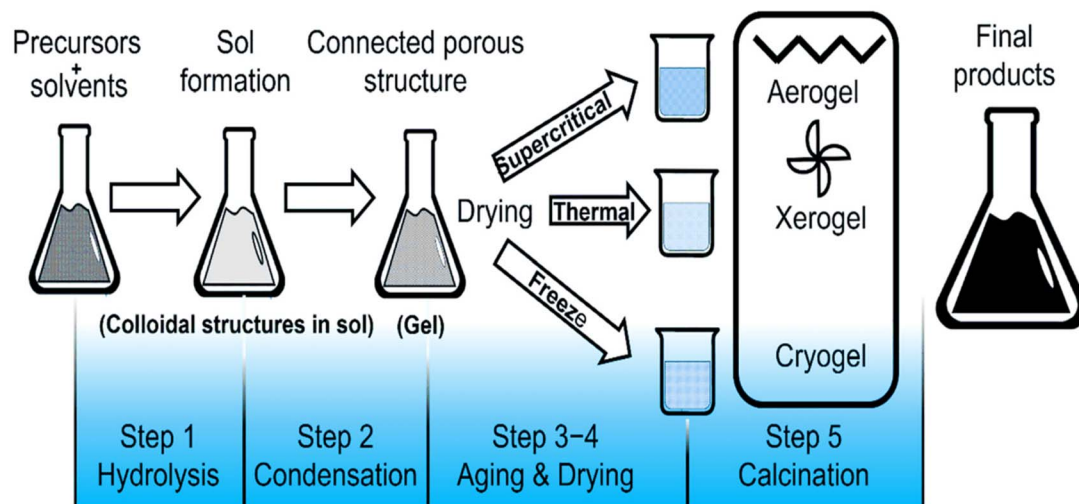 Precursors
+
solvents
Sol
formation
Connected porous
structure
Supercritical
Drying
Thermal
Freeze
Aerogel
Xerogel
Cryogel
Final
products
(Colloidal structures in sol)
(Gel)
Step 1
Hydrolysis
Step 2
Condensation
Step 3–4
Aging & Drying
Step 5
Calcination